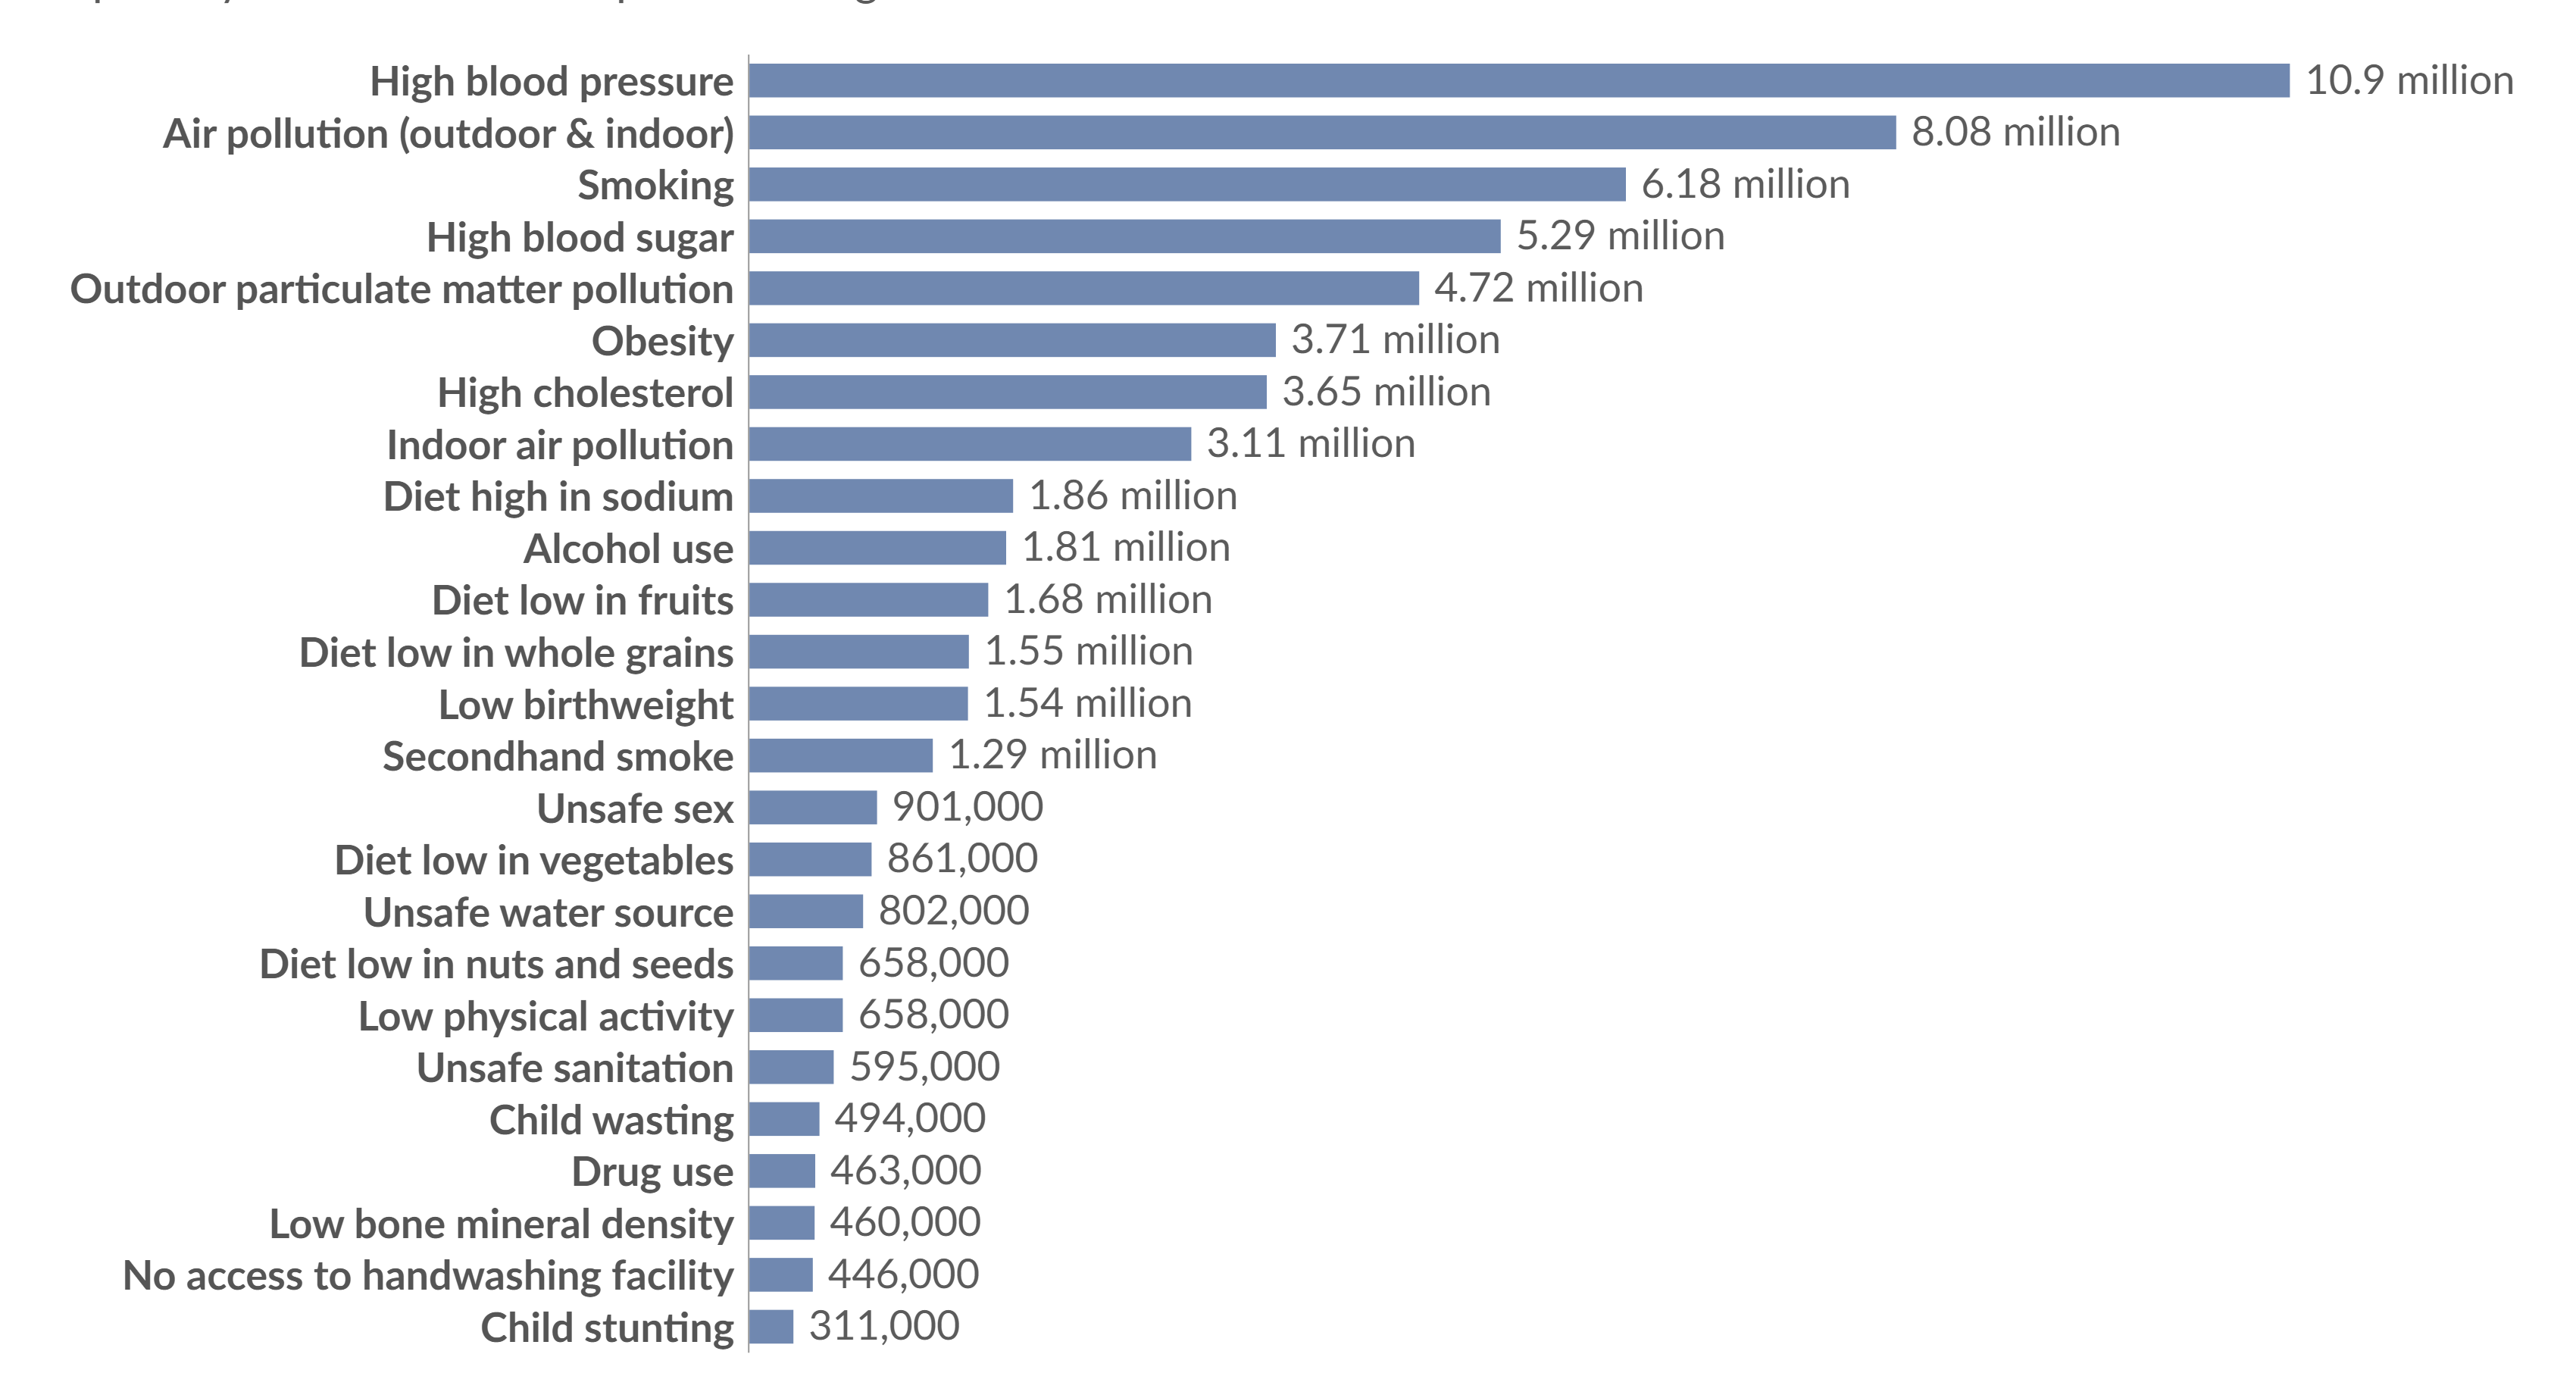 High blood pressure 10.9 million
Air pollution (outdoor & indoor) 8.08 million
Smoking 6.18 million
High blood sugar 5.29 million
Outdoor particulate matter pollution 4.72 million
Obesity 3.71 million
High cholesterol 3.65 million
Indoor air pollution 3.11 million
Diet high in sodium 1.86 million
Alcohol use 1.81 million
Diet low in fruits 1.68 million
Diet low in whole grains 1.55 million
Low birthweight 1.54 million
Secondhand smoke 1.29 million
Unsafe sex 901,000
Diet low in vegetables 861,000
Unsafe water source 802,000
Diet low in nuts and seeds 658,000
Low physical activity 658,000
Unsafe sanitation 595,000
Child wasting 494,000
Drug use 463,000
Low bone mineral density 460,000
No access to handwashing facility 446,000
Child stunting 311,000